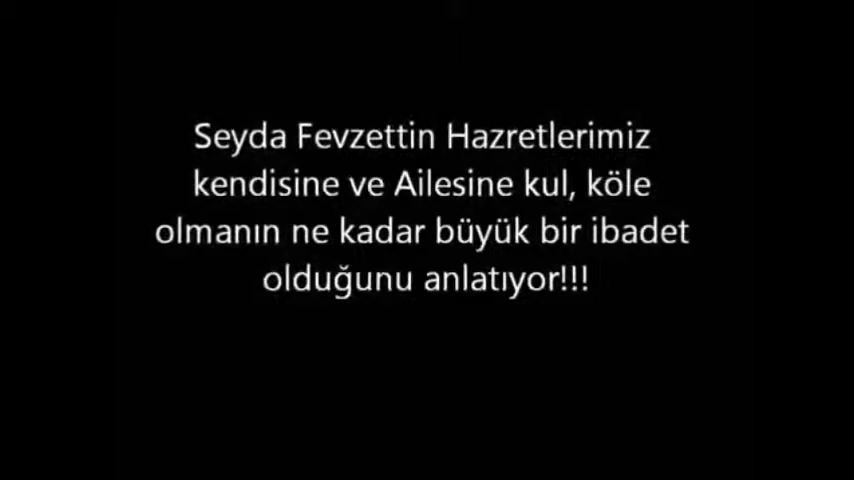 Seyda Fevzettin Hazretlerimiz
kendisine ve Ailesine kul, köle
olmanın ne kadar büyük bir ibadet
olduğunu anlatıyor!!!